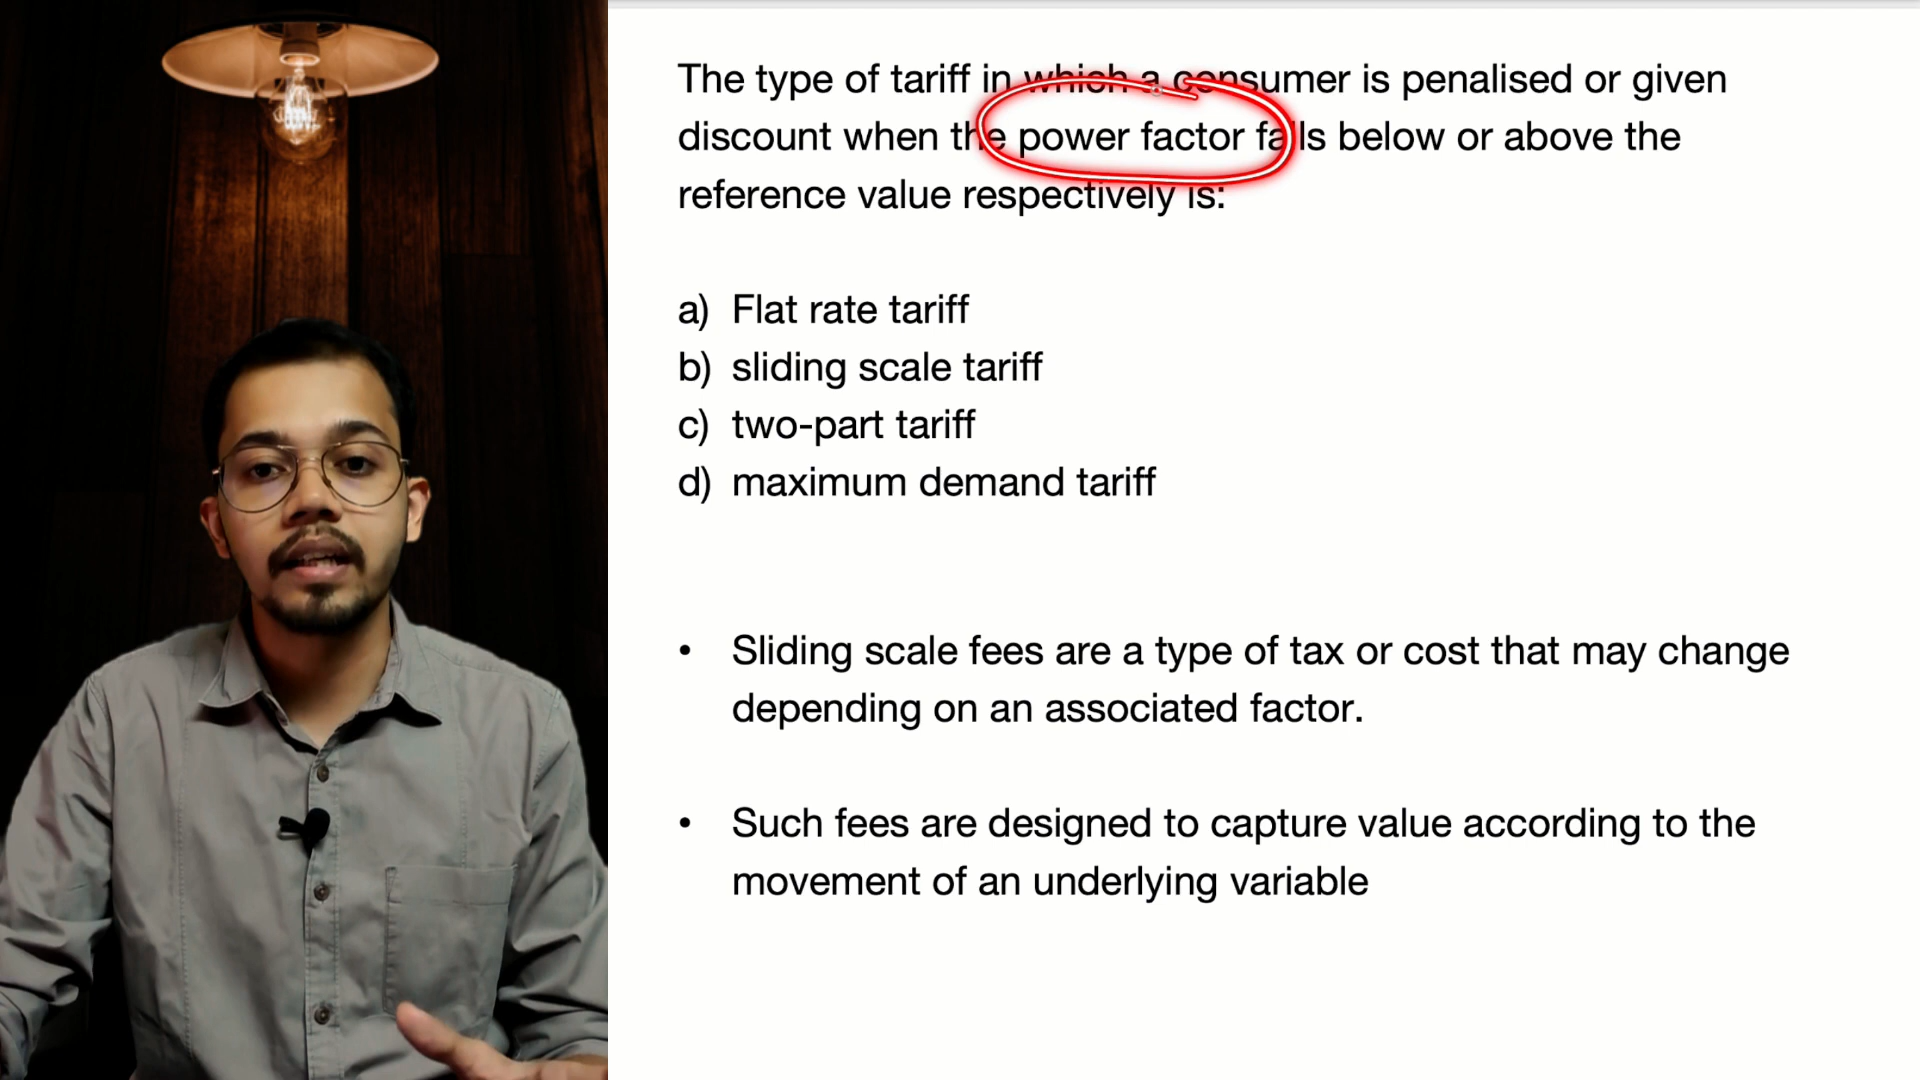 The type of tariff in which a consumer is penalised or given
discount when the power factor falls below or above the
reference value respectively is:
a) Flat rate tariff
b) sliding scale tariff
c) two-part tariff
d) maximum demand tariff
• Sliding scale fees are a type of tax or cost that may change
depending on an associated factor.
• Such fees are designed to capture value according to the
movement of an underlying variable